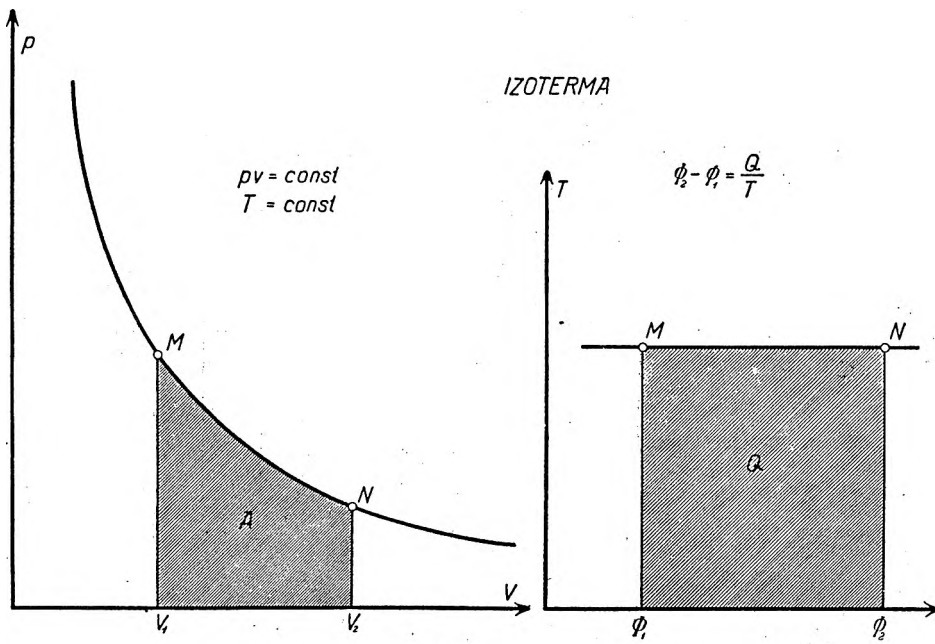 p
IZOTERMA
pv = const
T = const
M
N
A
V
V₁
V₂
T
ϕ₂ - ϕ₁ = Q/T
M
N
Q
ϕ₁
ϕ₂